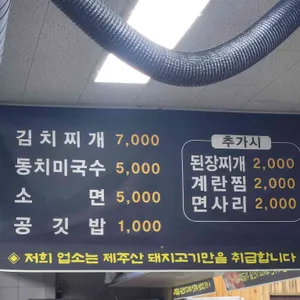 김치찌개 7,000
동치미국수 5,000
소 면 5,000
공깃밥 1,000
추가시
된장찌개 2,000
계란찜 2,000
면사리 2,000
◈ 저희 업소는 제주산 돼지고기만을 취급합니다